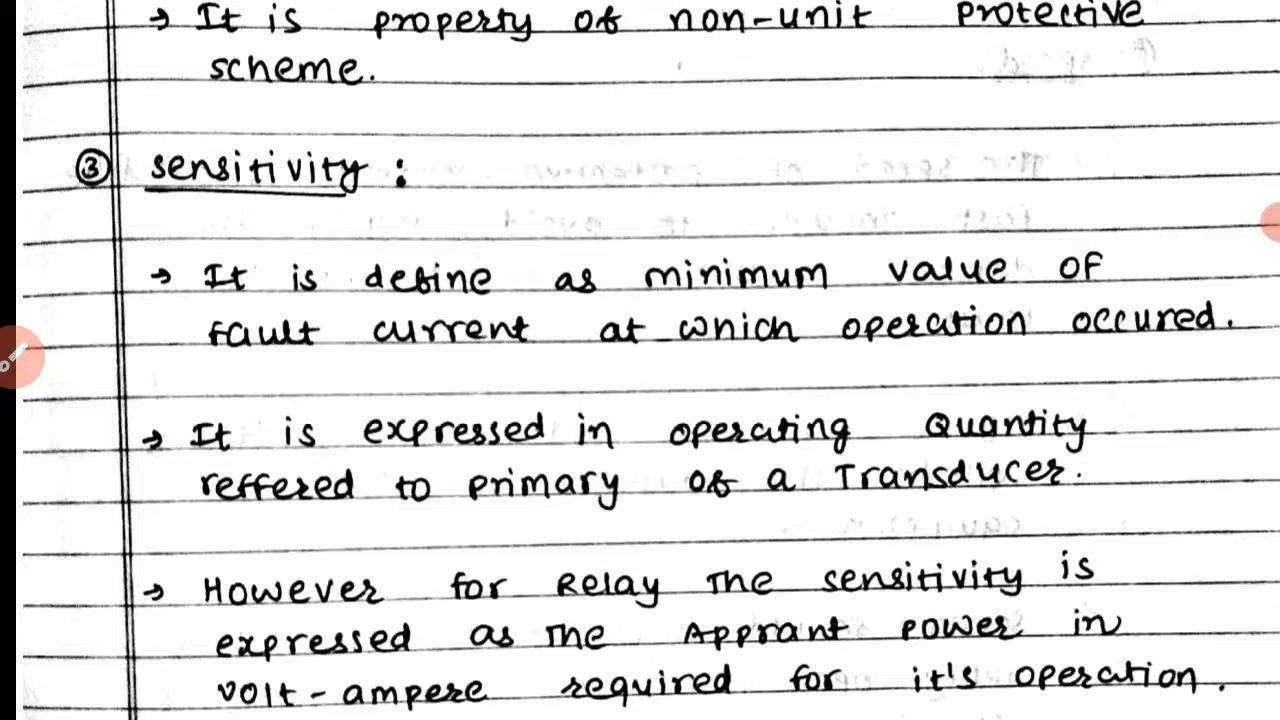 → It is property of non-unit protective
scheme.
③ sensitivity :
→ It is define as minimum value of
fault current at which operation occured.
→ It is expressed in operating Quantity
reffered to primary of a Transducer.
→ However for Relay The sensitivity is
expressed as The Apprant power in
volt-ampere required for it's operation.